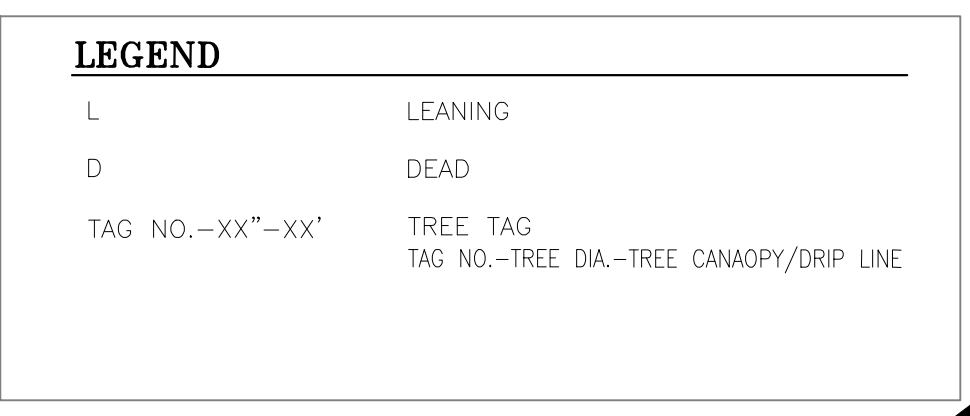 LEGEND
L LEANING
D DEAD
TAG NO.-XX"-XX' TREE TAG
TAG NO.-TREE DIA.-TREE CANAOPY/DRIP LINE